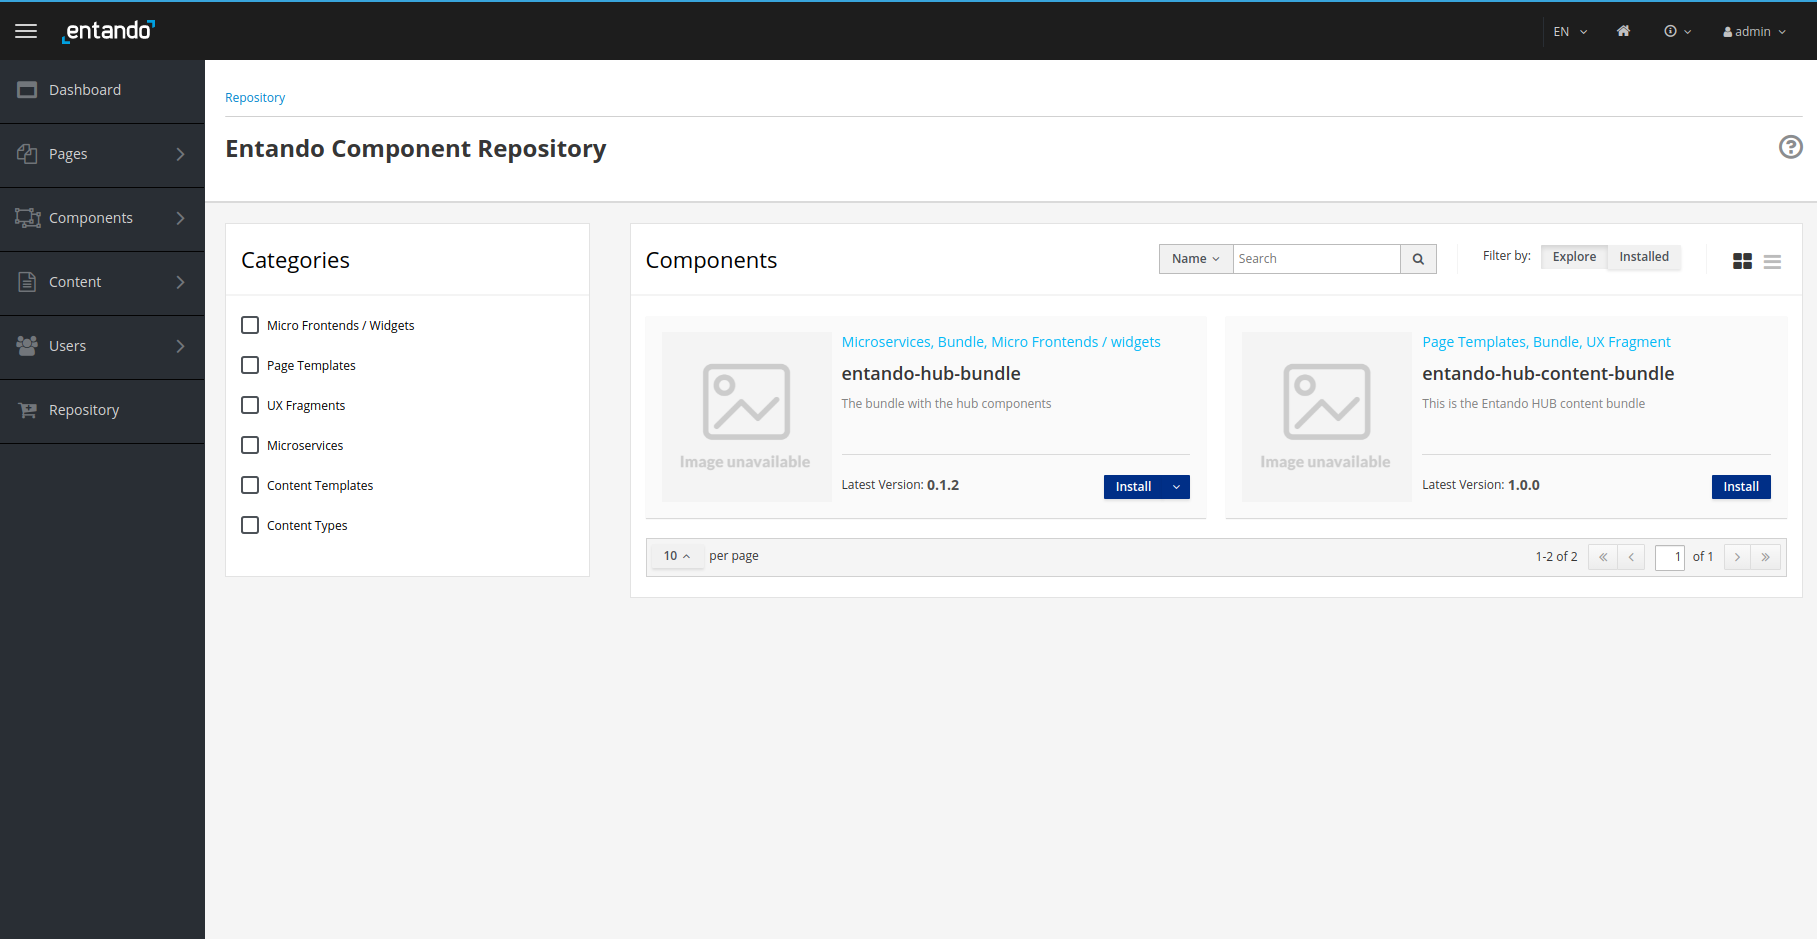 entando
EN
admin
Dashboard
Pages
Components
Content
Users
Repository
Repository
Entando Component Repository
Categories
Micro Frontends / Widgets
Page Templates
UX Fragments
Microservices
Content Templates
Content Types
Components
Name
Search
Filter by:
Explore
Installed
Image unavailable
Microservices, Bundle, Micro Frontends / widgets
entando-hub-bundle
The bundle with the hub components
Latest Version: 0.1.2
Install
Image unavailable
Page Templates, Bundle, UX Fragment
entando-hub-content-bundle
This is the Entando HUB content bundle
Latest Version: 1.0.0
Install
10 per page
1-2 of 2
1 of 1